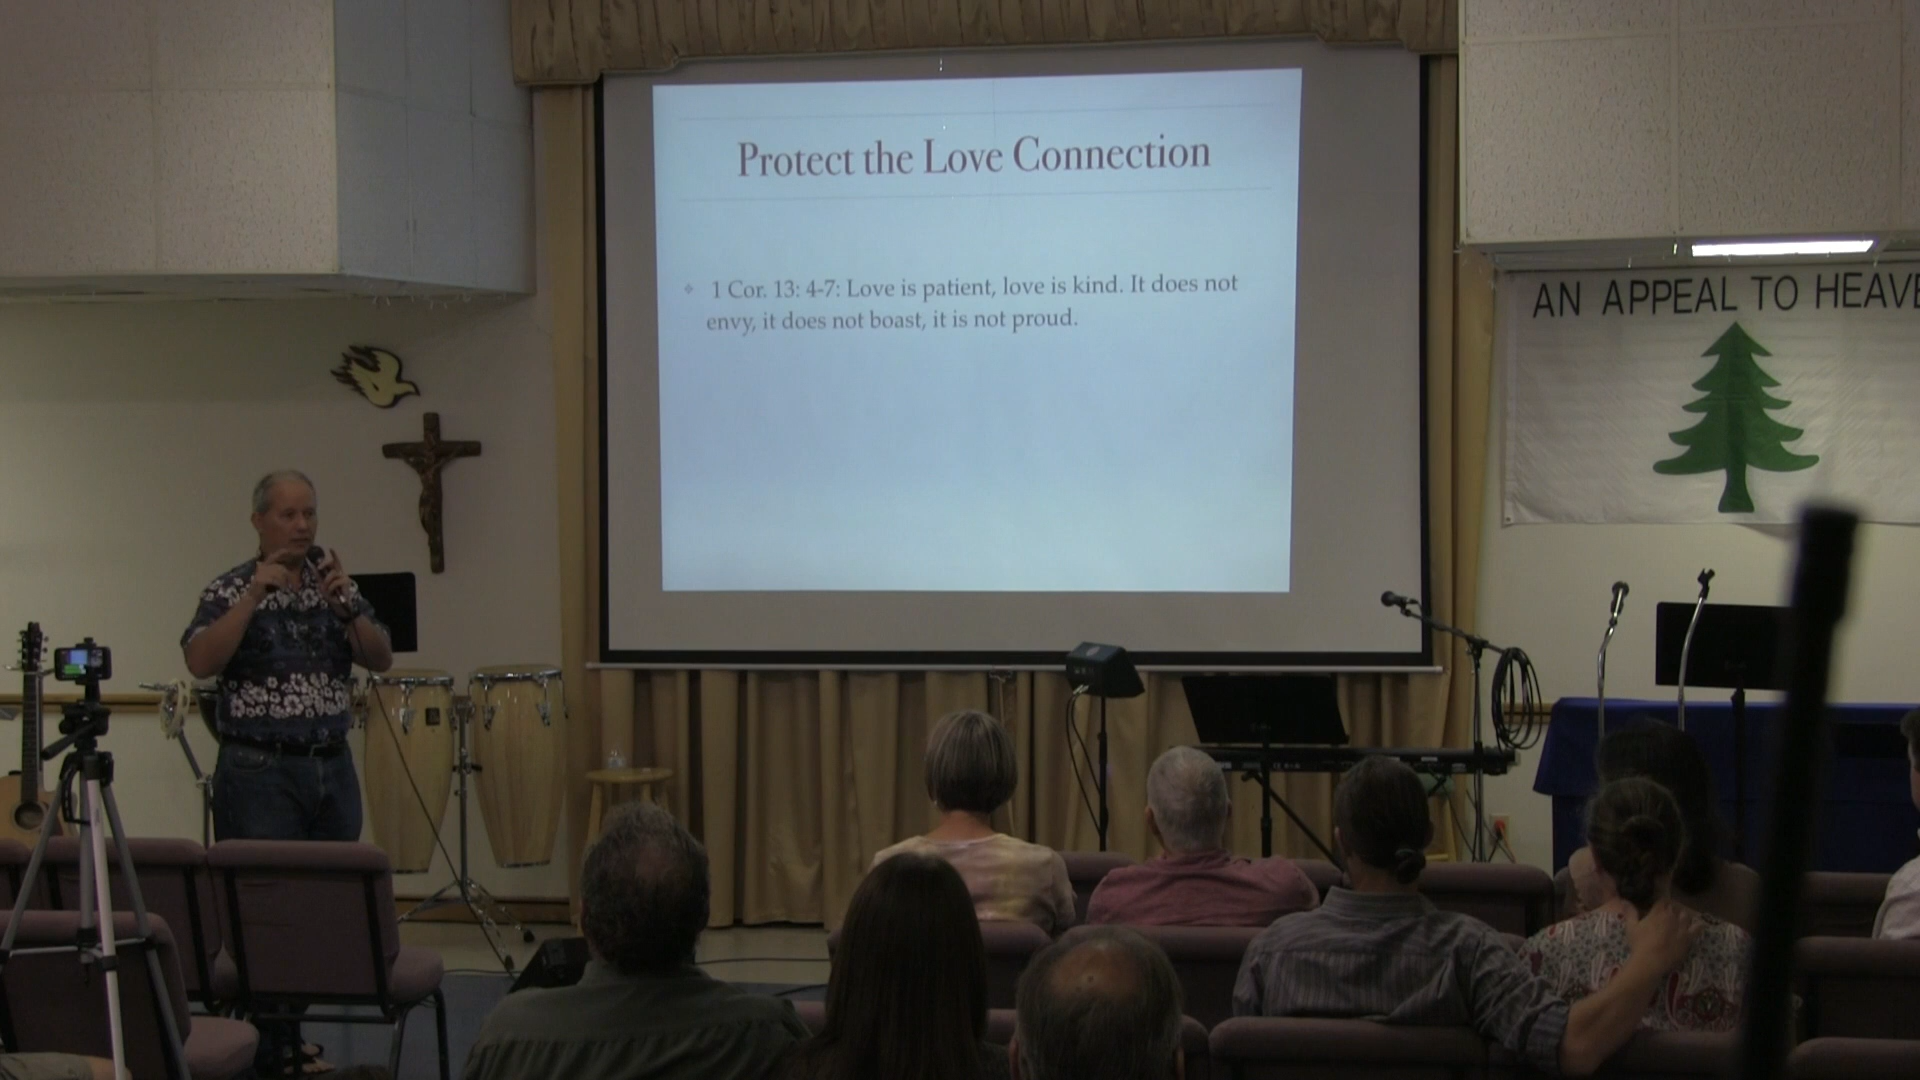 Protect the Love Connection
1 Cor. 13: 4-7: Love is patient, love is kind. It does not
envy, it does not boast, it is not proud.
AN APPEAL TO HEAVE